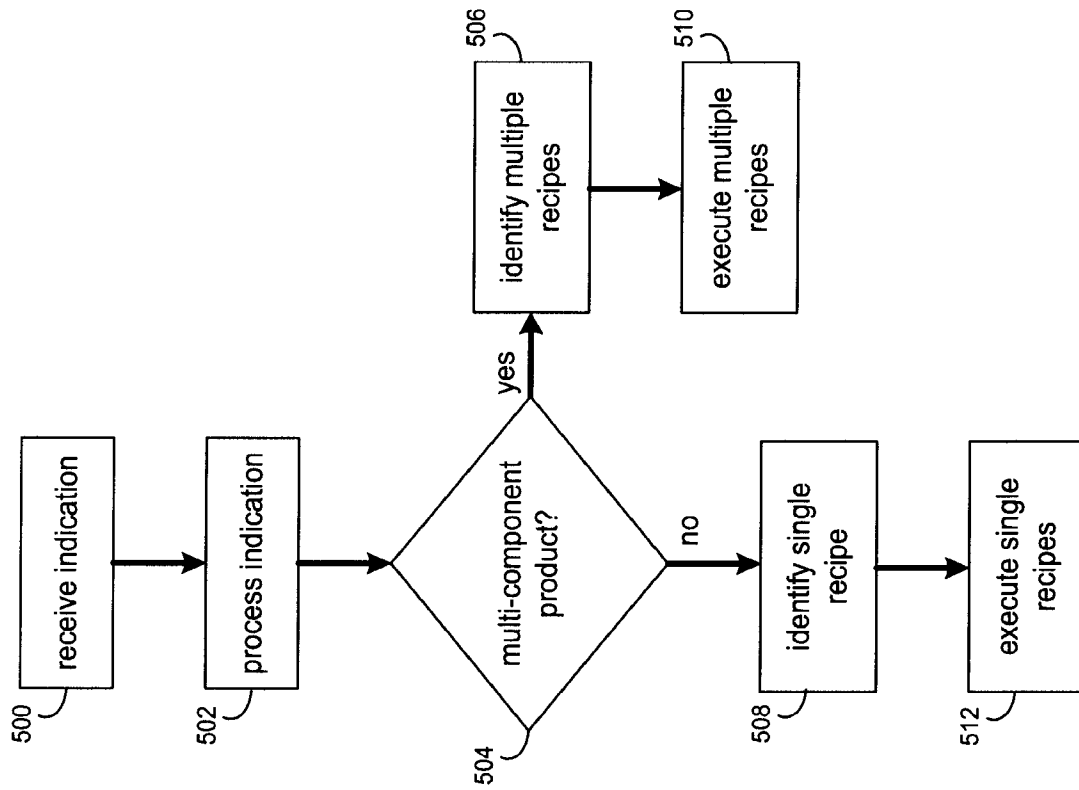 500
receive indication
502
process indication
504
multi-component
product?
yes
506
identify multiple
recipes
510
execute multiple
recipes
no
508
identify single
recipe
512
execute single
recipes